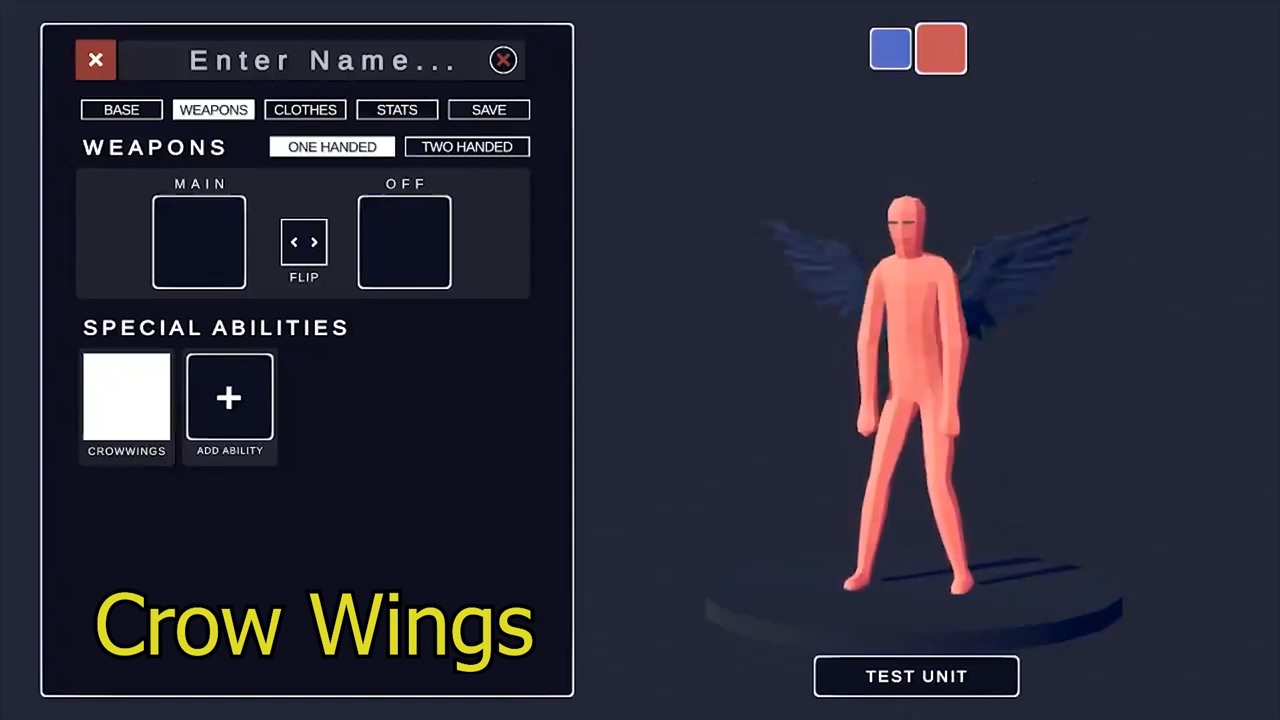 Enter Name...
BASE WEAPONS CLOTHES STATS SAVE
WEAPONS ONE HANDED TWO HANDED
MAIN OFF
FLIP
SPECIAL ABILITIES
CROWWINGS ADD ABILITY
Crow Wings
TEST UNIT